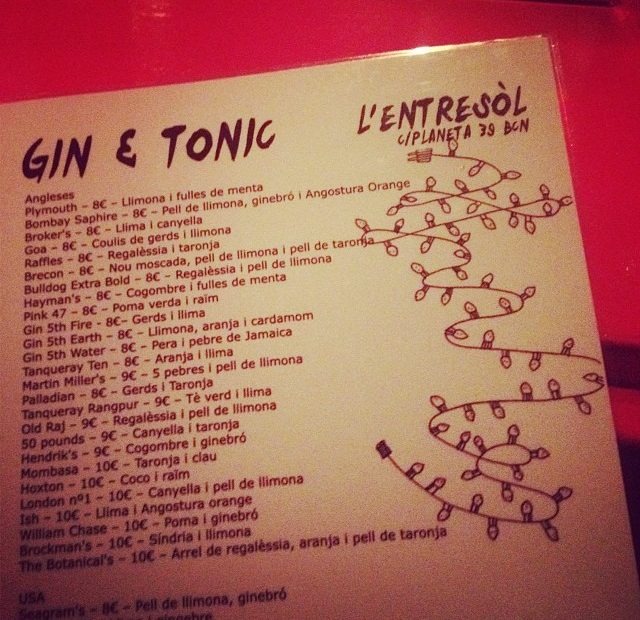 GIN & TONIC
L'ENTRESÒL
C/PLANETA 39 BCN
Angleses
Plymouth - 8€ - Llimona i fulles de menta
Bombay Saphire - 8€ - Pell de llimona, ginebró i Angostura Orange
Broker's - 8€ - Llima i canyella
Goa - 8€ - Coulis de gerds i llimona
Raffles - 8€ - Regalèssia i taronja
Brecon - 8€ - Nou moscada, pell de llimona i pell de taronja
Bulldog Extra Bold - 8€ - Regalèssia i pell de llimona
Hayman's - 8€ - Cogombre i fulles de menta
Pink 47 - 8€ - Poma verda i raïm
Gin 5th Fire - 8€- Gerds i llima
Gin 5th Earth - 8€ - Llimona, aranja i cardamom
Gin 5th Water - 8€ - Pera i pebre de Jamaica
Tanqueray Ten - 8€ - Aranja i llima
Martin Miller's - 9€ - 5 pebres i pell de llimona
Palladian - 8€ - Gerds i Taronja
Tanqueray Rangpur - 9€ - Tè verd i llima
Old Raj - 9€ - Regalèssia i pell de llimona
50 pounds - 9€ - Canyella i taronja
Hendrik's - 9€ - Cogombre i ginebró
Mombasa - 10€ - Taronja i clau
Hoxton - 10€ - Coco i raïm
London nº1 - 10€ - Canyella i pell de llimona
Ish - 10€ - Llima i Angostura orange
William Chase - 10€ - Poma i ginebró
Brockman's - 10€ - Síndria i llimona
The Botanical's - 10€ - Arrel de regalèssia, aranja i pell de taronja
USA
Seagram's - 8€ - Pell de llimona, ginebró